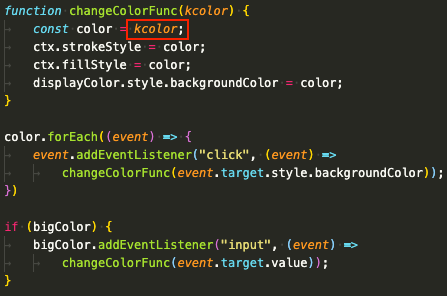 function changeColorFunc(kcolor) {
const color = kcolor;
ctx.strokeStyle = color;
ctx.fillStyle = color;
displayColor.style.backgroundColor = color;
}
color.forEach((event) => {
event.addEventListener("click", (event) =>
changeColorFunc(event.target.style.backgroundColor));
})
if (bigColor) {
bigColor.addEventListener("input", (event) =>
changeColorFunc(event.target.value));
}